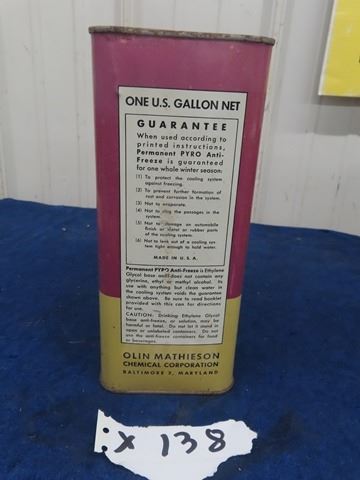 ONE U.S. GALLON NET
GUARANTEE
When used according to
printed instructions,
Permanent PYRO Anti-
Freeze is guaranteed
for one whole winter season:
(1) To protect the cooling system
against freezing.
(2) To prevent further formation of
rust and corrosion in the system.
(3) Not to evaporate.
(4) Not to clog the passages in the
system.
(5) Not to damage an automobile
finish or metal or rubber parts
of the cooling system.
(6) Not to leak out of a cooling sys-
tem tight enough to hold water.
MADE IN U.S.A.
Permanent PYRO Anti-Freeze is Ethylene
Glycol base and does not contain any
glycerine, ethyl or methyl alcohol. Its
use with anything but clean water in
the cooling system voids the guarantee
shown above. Be sure to read booklet
provided with this can for directions
for use.
CAUTION: Drinking Ethylene Glycol
base anti-freeze, or solution, may be
harmful or fatal. Do not let it stand in
open or unlabeled containers. Do not
use the anti-freeze containers for food
or beverages.
OLIN MATHIESON
CHEMICAL CORPORATION
BALTIMORE 3, MARYLAND
X 138